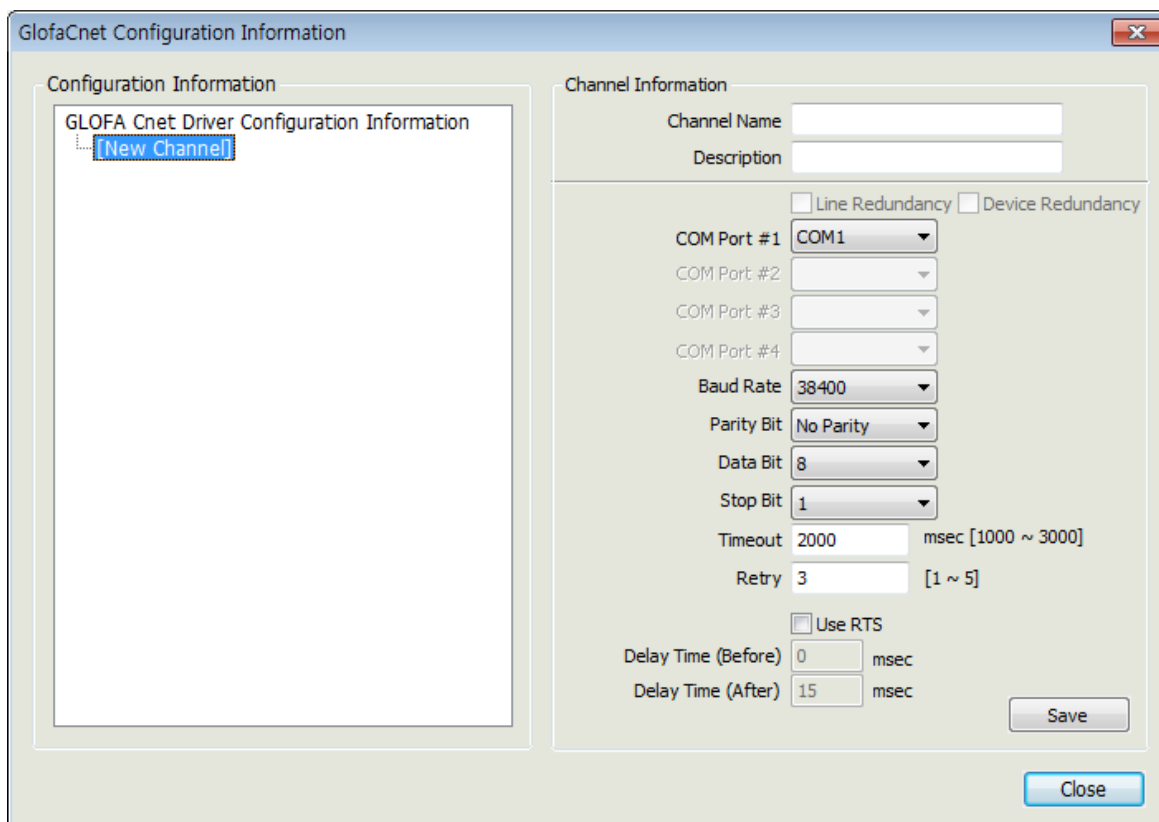 GlofaCnet Configuration Information
Configuration Information
GLOFA Cnet Driver Configuration Information
[New Channel]
Channel Information
Channel Name
Description
Line Redundancy Device Redundancy
COM Port #1 COM1
COM Port #2
COM Port #3
COM Port #4
Baud Rate 38400
Parity Bit No Parity
Data Bit 8
Stop Bit 1
Timeout 2000 msec [1000 ~ 3000]
Retry 3 [1 ~ 5]
Use RTS
Delay Time (Before) 0 msec
Delay Time (After) 15 msec
Save
Close